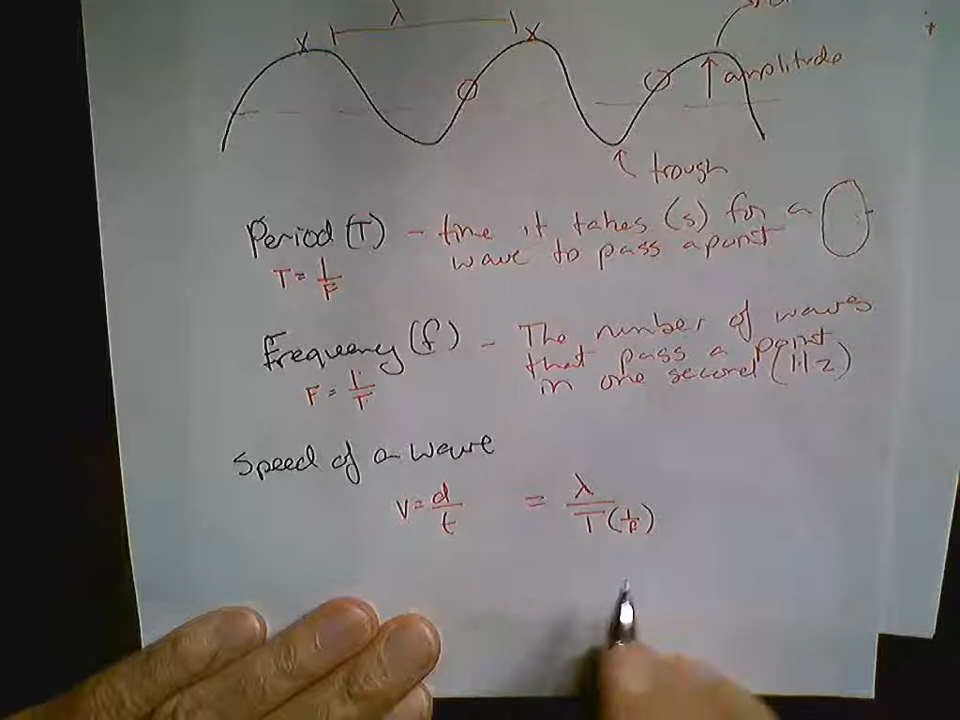 λ
x
x
amplitude
trough
Period (T) - time it takes (s) for a
wave to pass a point
T = 1/F
Frequency (f) - The number of waves
that pass a point
in one second (Hz)
F = 1/T
Speed of a wave
V = d/t = λ/T (1/F)